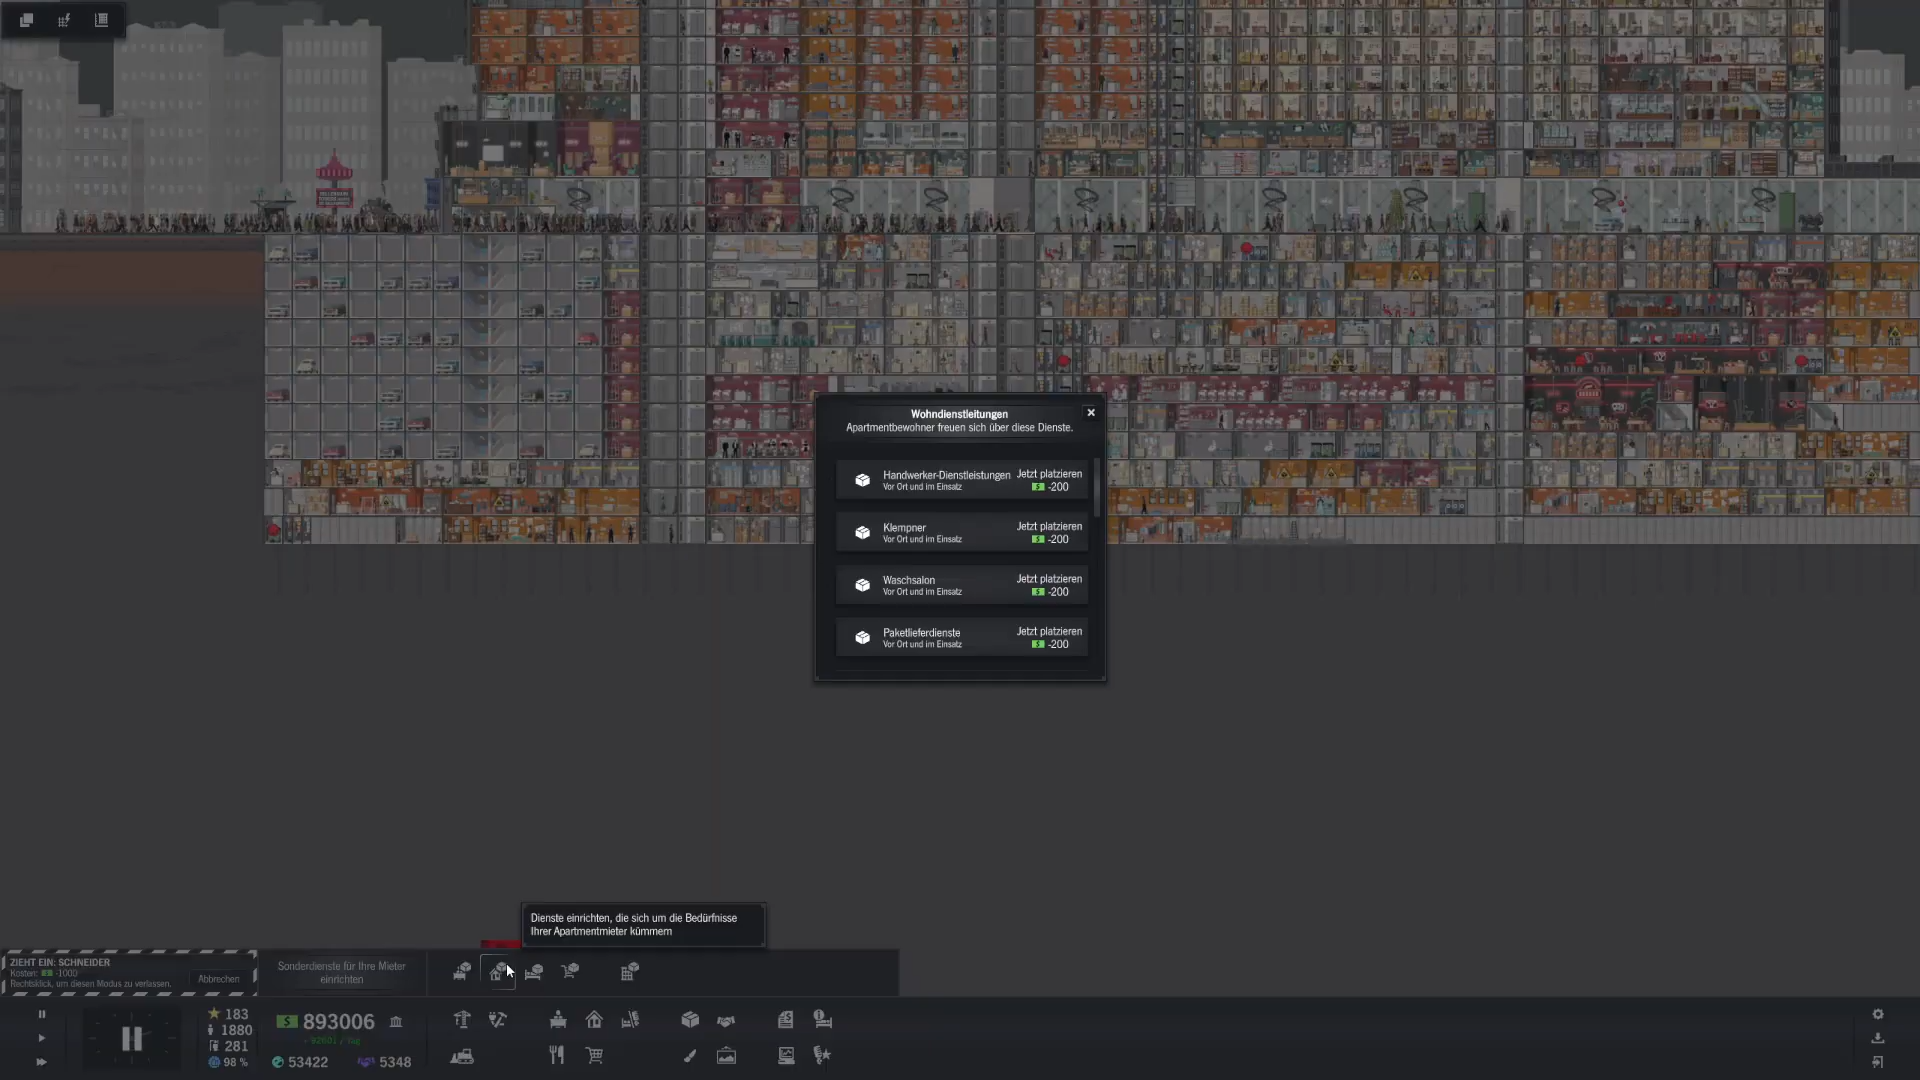 Wohndienstleitungen
Apartmentbewohner freuen sich über diese Dienste.
Handwerker-Dienstleistungen Jetzt platzieren
Vor Ort und im Einsatz -200
Klempner Jetzt platzieren
Vor Ort und im Einsatz -200
Waschsalon Jetzt platzieren
Vor Ort und im Einsatz -200
Paketlieferdienste Jetzt platzieren
Vor Ort und im Einsatz -200
Dienste einrichten, die sich um die Bedürfnisse
Ihrer Apartmentmieter kümmern
ZIEHT EIN: SCHNEIDER
Kosten: -1000
Rechtsklick, um diesen Modus zu verlassen.
Abbrechen
Sonderdienste für Ihre Mieter
einrichten
183
1880
281
98 %
893006
53422
5348